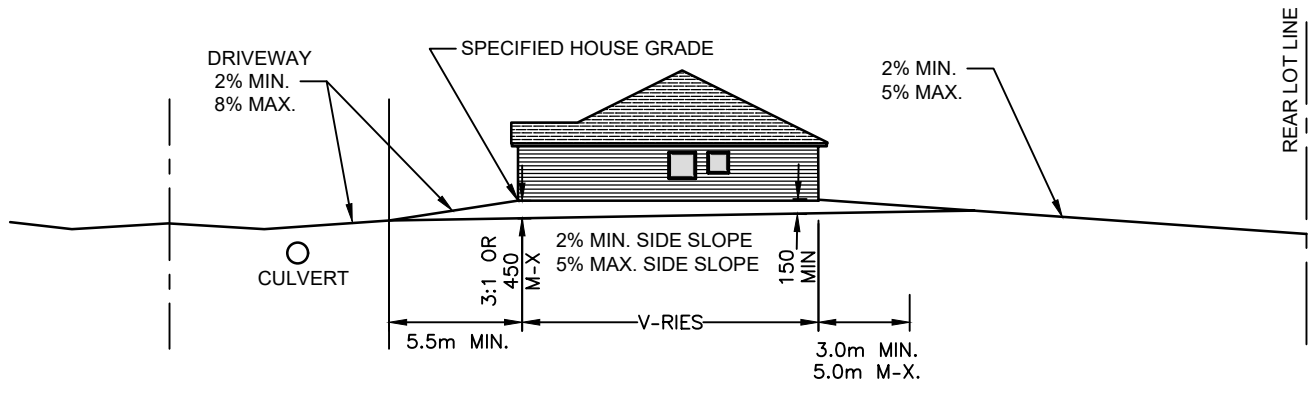 DRIVEWAY
2% MIN.
8% MAX.
SPECIFIED HOUSE GRADE
2% MIN.
5% MAX.
REAR LOT LINE
CULVERT
3:1 OR
450
M-X
2% MIN. SIDE SLOPE
5% MAX. SIDE SLOPE
150
MIN
5.5m MIN.
V-RIES
3.0m MIN.
5.0m M-X.